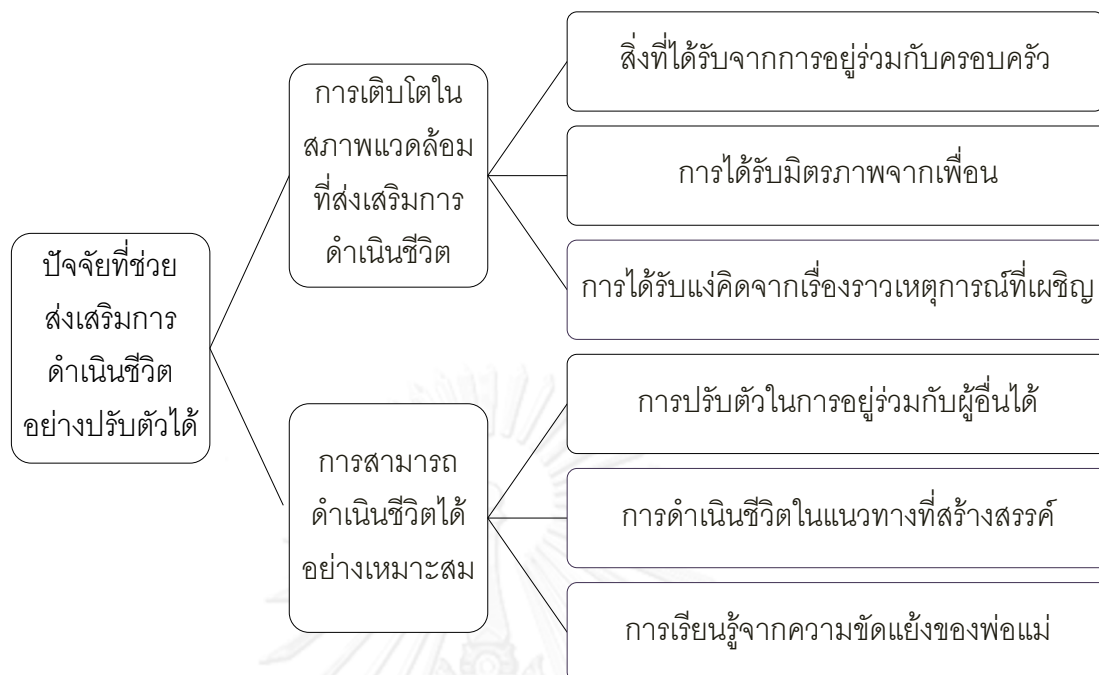 ปัจจัยที่ช่วย
ส่งเสริมการ
ดำเนินชีวิต
อย่างปรับตัวได้
การเติบโตใน
สภาพแวดล้อม
ที่ส่งเสริมการ
ดำเนินชีวิต
สิ่งที่ได้รับจากการอยู่ร่วมกับครอบครัว
การได้รับมิตรภาพจากเพื่อน
การได้รับแง่คิดจากเรื่องราวเหตุการณ์ที่เผชิญ
การสามารถ
ดำเนินชีวิตได้
อย่างเหมาะสม
การปรับตัวในการอยู่ร่วมกับผู้อื่นได้
การดำเนินชีวิตในแนวทางที่สร้างสรรค์
การเรียนรู้จากความขัดแย้งของพ่อแม่